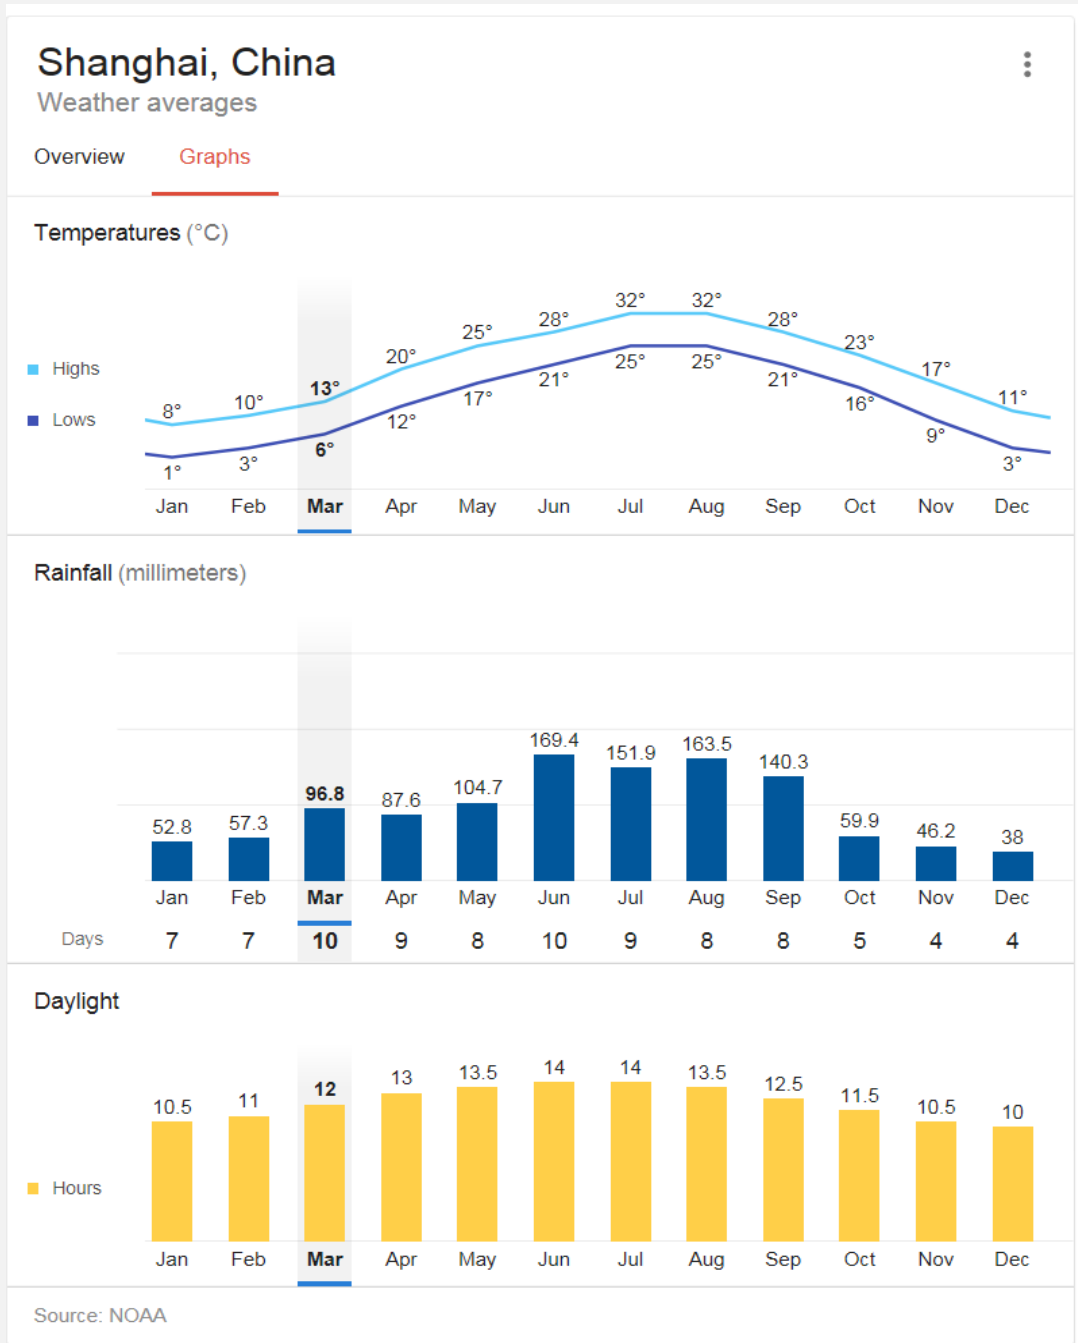 Shanghai, China
Weather averages
Overview Graphs
Temperatures (°C)
32° 32°
28° 28°
25° 23°
20° 17°
Highs 13° 25° 25° 11°
8° 10° 21° 21°
Lows 12° 17° 16°
6° 9°
1° 3° 3°
Jan Feb Mar Apr May Jun Jul Aug Sep Oct Nov Dec
Rainfall (millimeters)
52.8 57.3 96.8 87.6 104.7 169.4 151.9 163.5 140.3 59.9 46.2 38
Jan Feb Mar Apr May Jun Jul Aug Sep Oct Nov Dec
Days 7 7 10 9 8 10 9 8 8 5 4 4
Daylight
10.5 11 12 13 13.5 14 14 13.5 12.5 11.5 10.5 10
Hours
Jan Feb Mar Apr May Jun Jul Aug Sep Oct Nov Dec
Source: NOAA